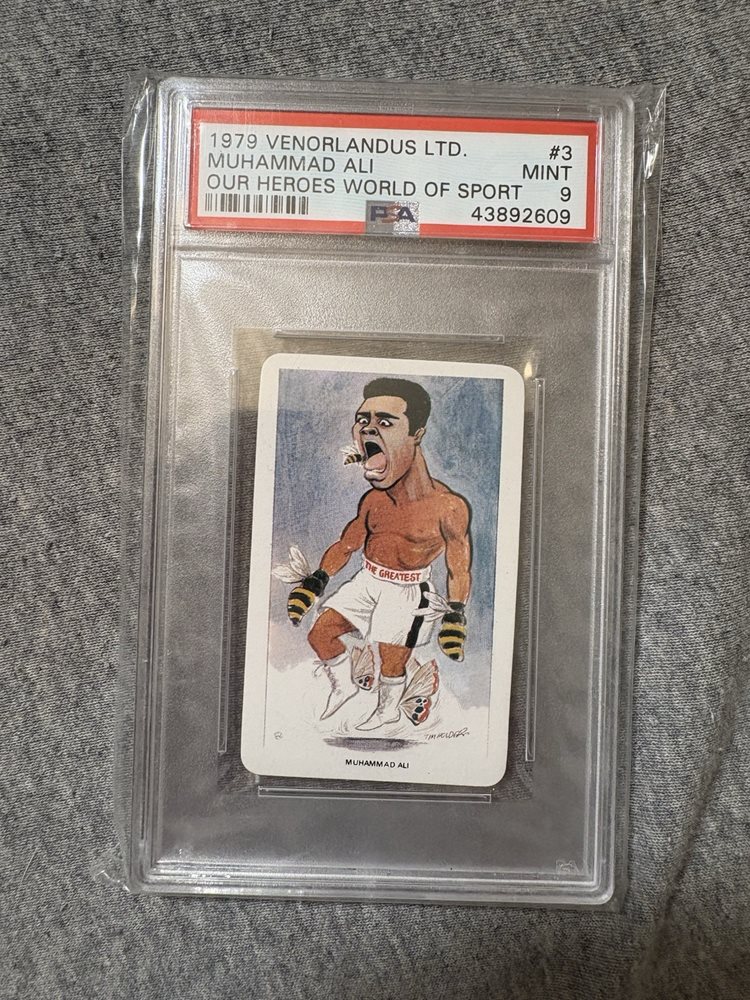 1979 VENORLANDUS LTD. #3
MUHAMMAD ALI MINT
OUR HEROES WORLD OF SPORT 9
PSA 43892609
THE GREATEST
MUHAMMAD ALI